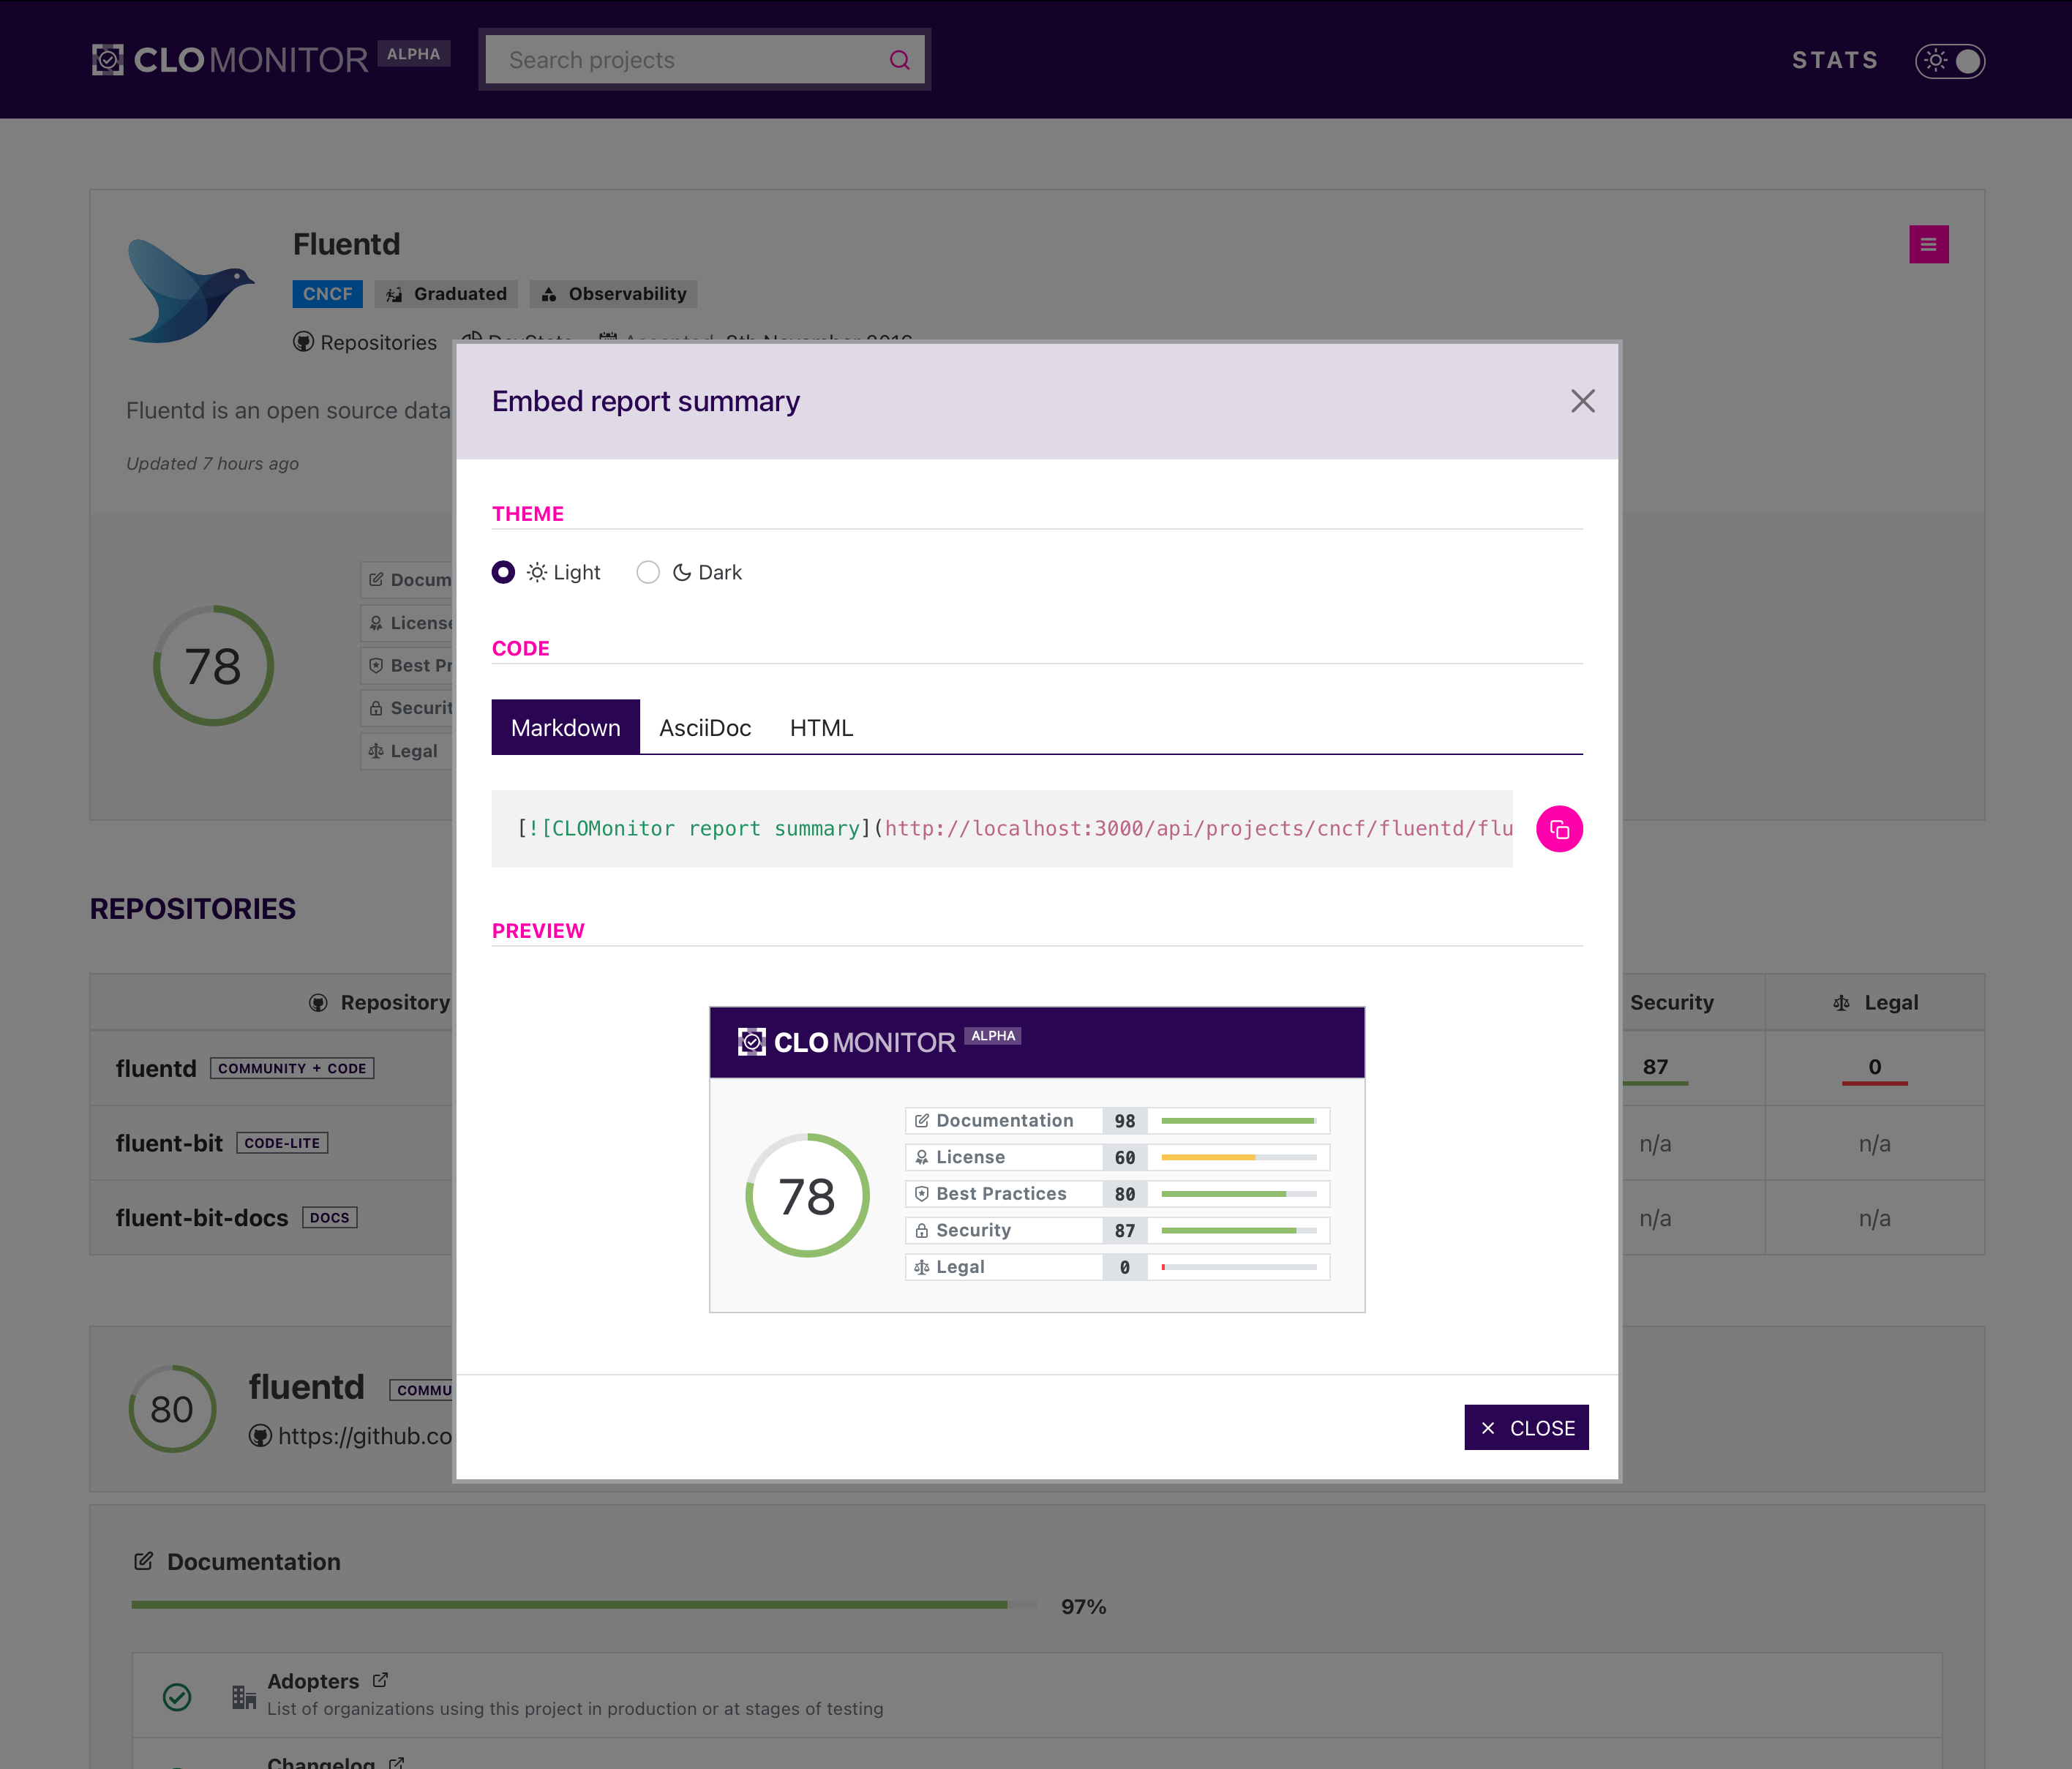 CLOMONITOR ALPHA
Search projects
STATS
Fluentd
CNCF Graduated Observability
Repositories DevStats Accepted 8th November 2016
Fluentd is an open source data
Updated 7 hours ago
78
Docum
License
Best Pr
Securit
Legal
Embed report summary
THEME
Light Dark
CODE
Markdown AsciiDoc HTML
[![CLOMonitor report summary](http://localhost:3000/api/projects/cncf/fluentd/flu
PREVIEW
CLOMONITOR ALPHA
78
Documentation 98
License 60
Best Practices 80
Security 87
Legal 0
CLOSE
REPOSITORIES
Repository Security Legal
fluentd COMMUNITY + CODE 87 0
fluent-bit CODE-LITE n/a n/a
fluent-bit-docs DOCS n/a n/a
80
fluentd COMMU
https://github.co
Documentation
97%
Adopters
List of organizations using this project in production or at stages of testing
Changelog